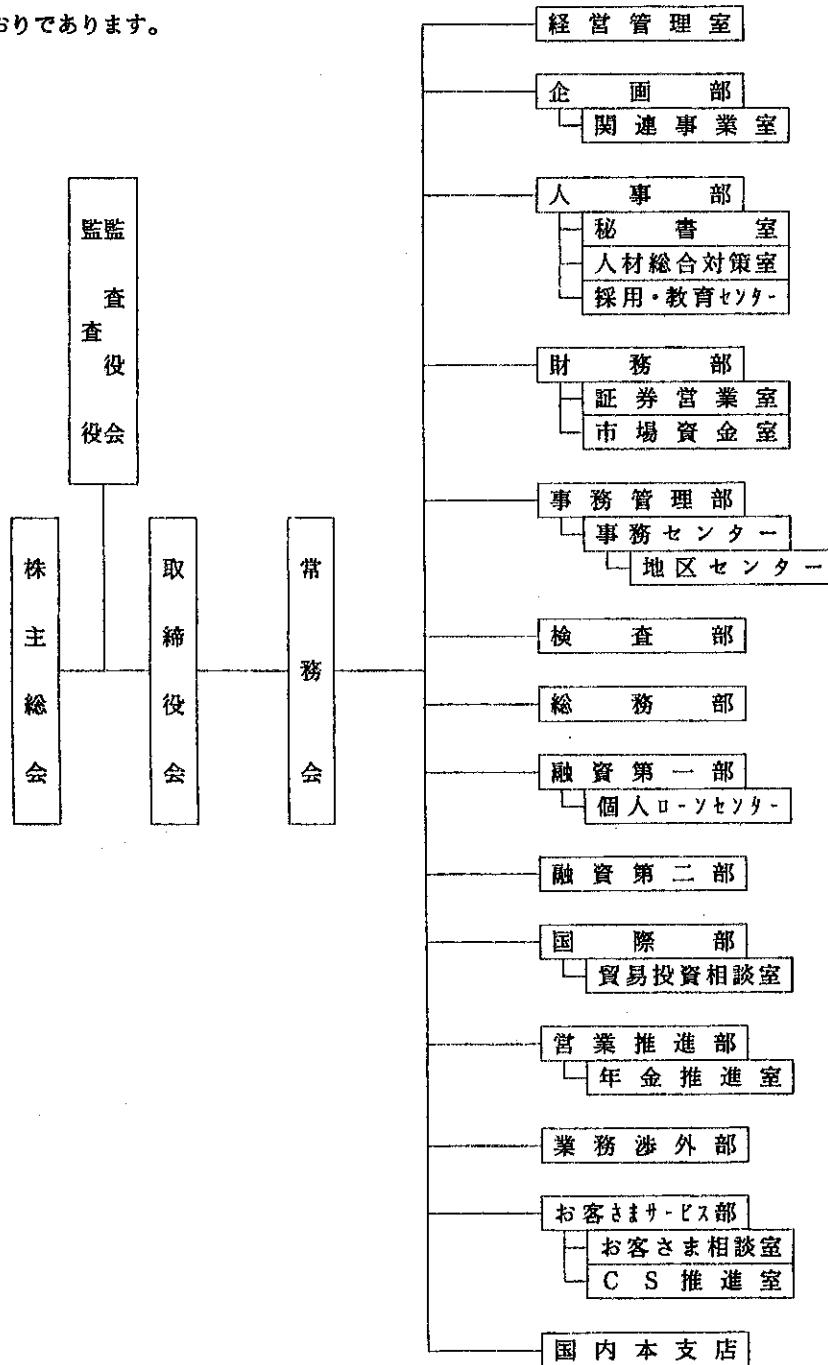 おりであります。
経営管理室
企画部
関連事業室
人事部
秘書室
人材総合対策室
採用・教育センター
財務部
証券営業室
市場資金室
事務管理部
事務センター
地区センター
検査部
総務部
融資第一部
個人ローンセンター
融資第二部
国際部
貿易投資相談室
営業推進部
年金推進室
業務渉外部
お客さまサービス部
お客さま相談室
CS推進室
国内本支店
監査役会
監査役
株主総会
取締役会
常務会